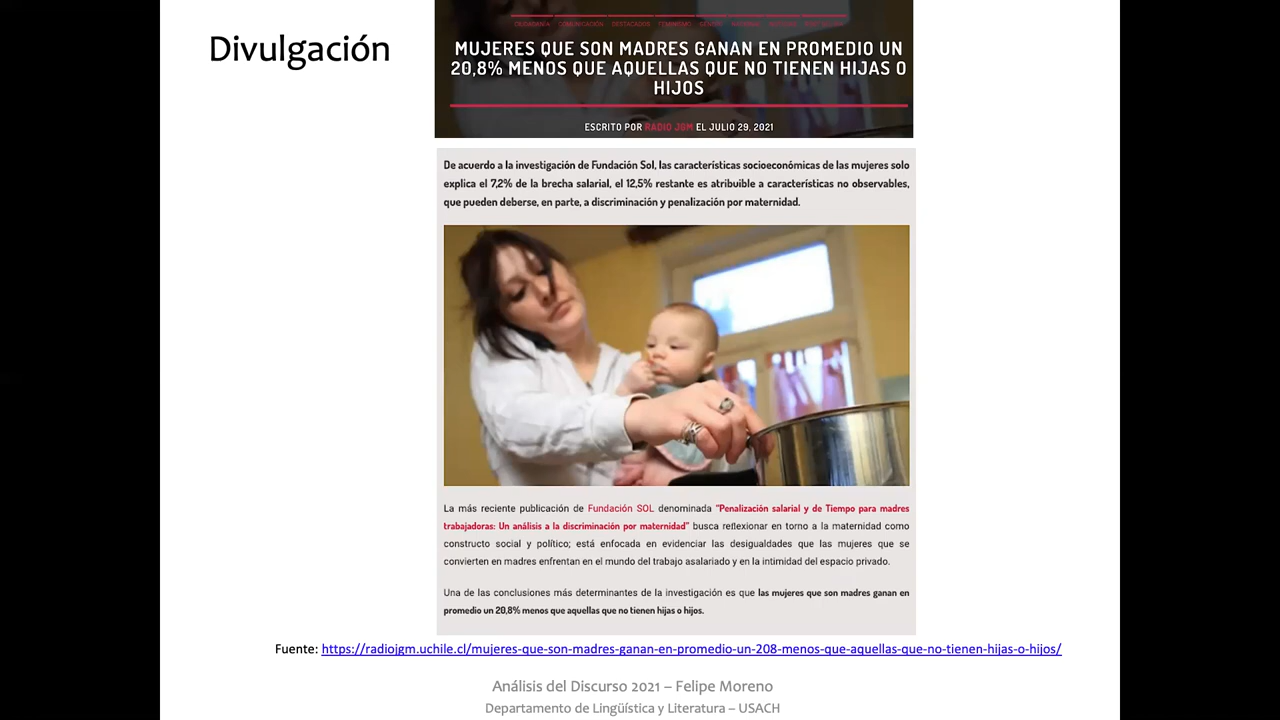 Divulgación
CIUDADANÍA COMUNICACIÓN DESTACADOS FEMINISMO
MUJERES QUE SON MADRES GANAN EN PROMEDIO UN
20,8% MENOS QUE AQUELLAS QUE NO TIENEN HIJAS O
HIJOS
ESCRITO POR RADIO JGM EL JULIO 29, 2021
De acuerdo a la investigación de Fundación Sol, las características socioeconómicas de las mujeres solo
explica el 7,2% de la brecha salarial, el 12,5% restante es atribuible a características no observables,
que pueden deberse, en parte, a discriminación y penalización por maternidad.
La más reciente publicación de Fundación SOL denominada "Penalización salarial y de Tiempo para madres
trabajadoras: Un análisis a la discriminación por maternidad" busca reflexionar en torno a la maternidad como
constructo social y político; está enfocada en evidenciar las desigualdades que las mujeres que se
convierten en madres enfrentan en el mundo del trabajo asalariado y en la intimidad del espacio privado.
Una de las conclusiones más determinantes de la investigación es que las mujeres que son madres ganan en
promedio un 20,8% menos que aquellas que no tienen hijas o hijos.
Fuente: https://radiojgm.uchile.cl/mujeres-que-son-madres-ganan-en-promedio-un-208-menos-que-aquellas-que-no-tienen-hijas-o-hijos/
Análisis del Discurso 2021 – Felipe Moreno
Departamento de Lingüística y Literatura – USACH